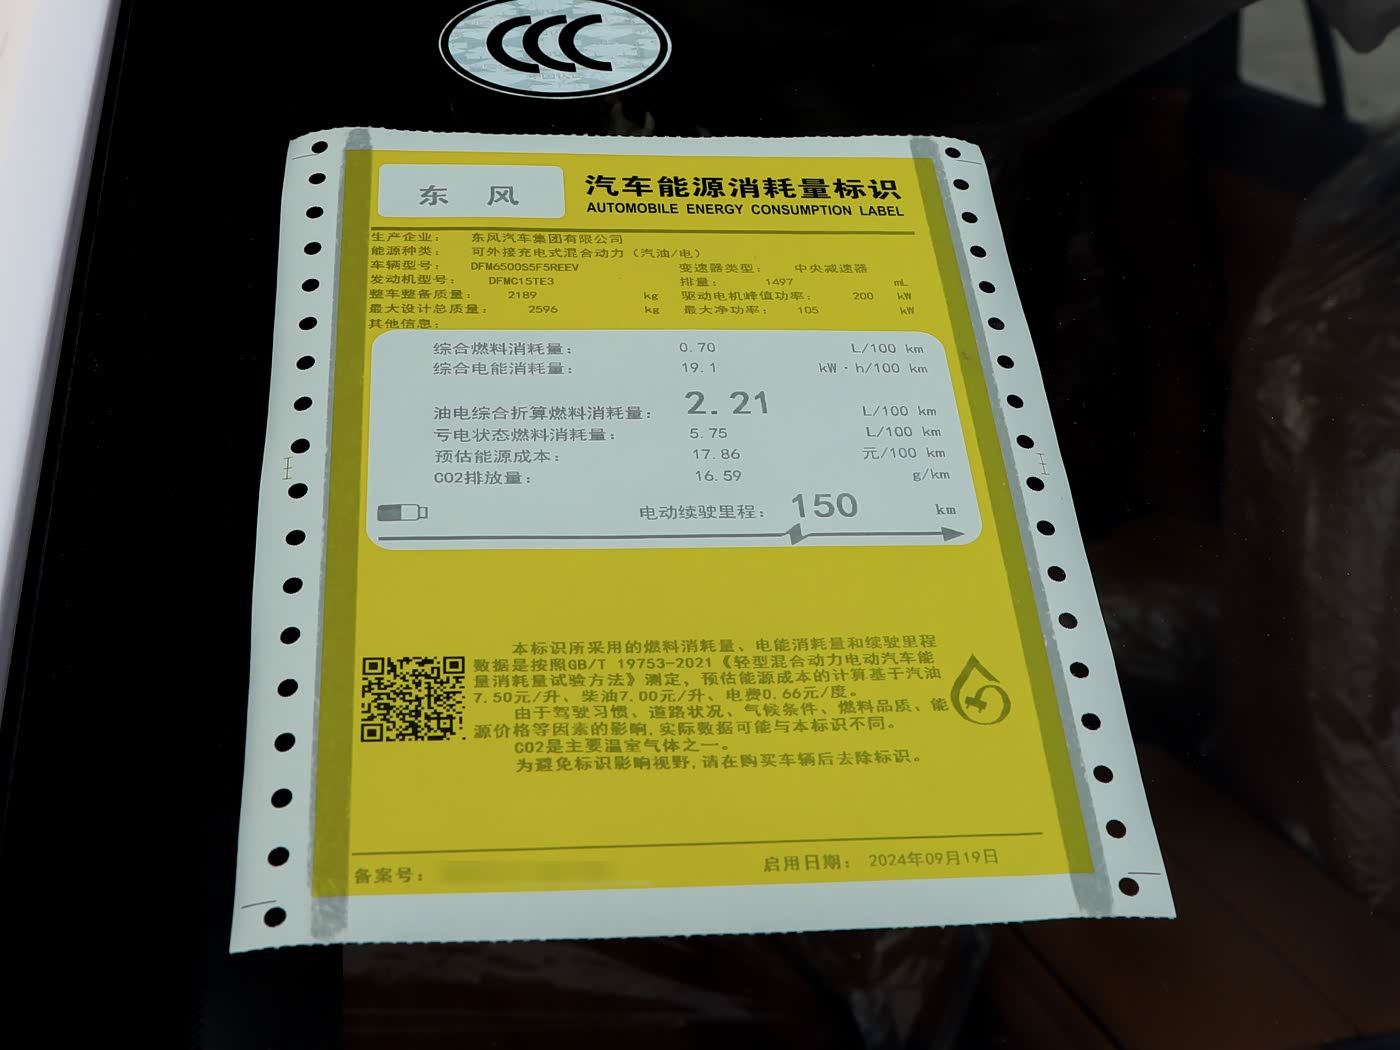 CCC
东 风
汽车能源消耗量标识
AUTOMOBILE ENERGY CONSUMPTION LABEL
生产企业： 东风汽车集团有限公司
能源种类： 可外接充电式混合动力（汽油/电）
车辆型号： DFM6500S5F5REEV 变速器类型： 中央减速器
发动机型号： DFMC15TE3 排量： 1497 mL
整车整备质量： 2189 kg 驱动电机峰值功率： 200 kW
最大设计总质量： 2596 kg 最大净功率： 105 kW
其他信息：
综合燃料消耗量： 0.70 L/100 km
综合电能消耗量： 19.1 kW·h/100 km
油电综合折算燃料消耗量： 2.21 L/100 km
亏电状态燃料消耗量： 5.75 L/100 km
预估能源成本： 17.86 元/100 km
CO2排放量： 16.59 g/km
电动续驶里程： 150 km
本标识所采用的燃料消耗量、电能消耗量和续驶里程
数据是按照GB/T 19753-2021《轻型混合动力电动汽车能
量消耗量试验方法》测定，预估能源成本的计算基于汽油
7.50元/升、柴油7.00元/升、电费0.66元/度。
由于驾驶习惯、道路状况、气候条件、燃料品质、能
源价格等因素的影响,实际数据可能与本标识不同。
CO2是主要温室气体之一。
为避免标识影响视野,请在购买车辆后去除标识。
备案号： 启用日期： 2024年09月19日